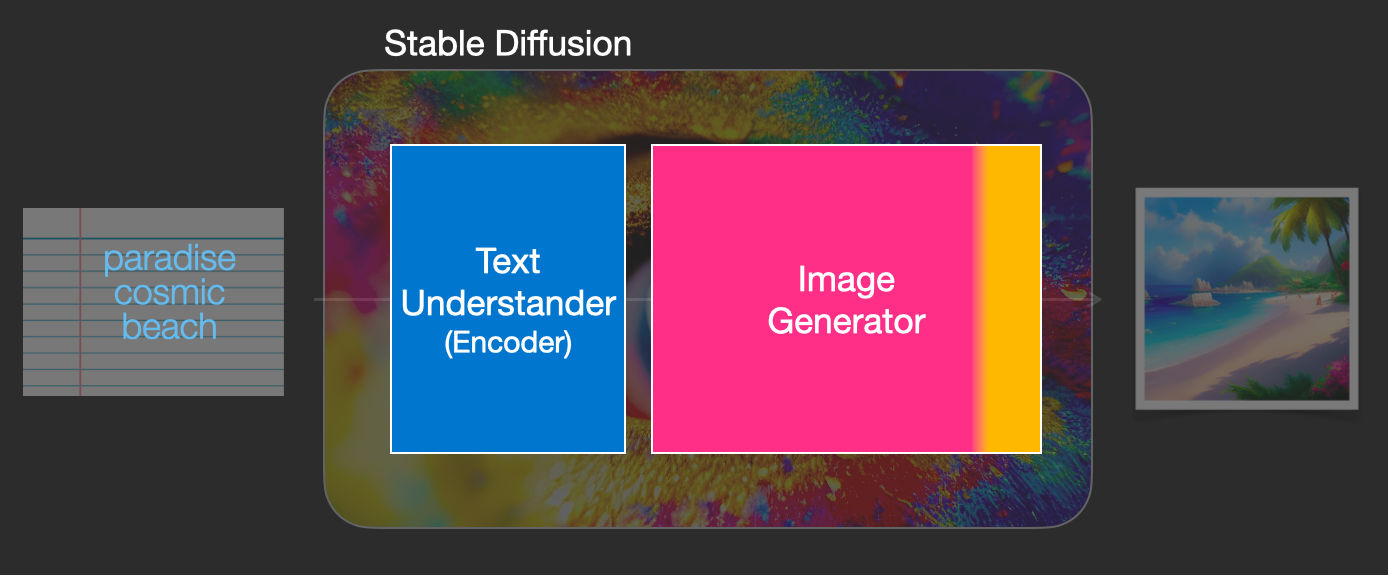 Stable Diffusion
paradise
cosmic
beach
Text
Understander
(Encoder)
Image
Generator